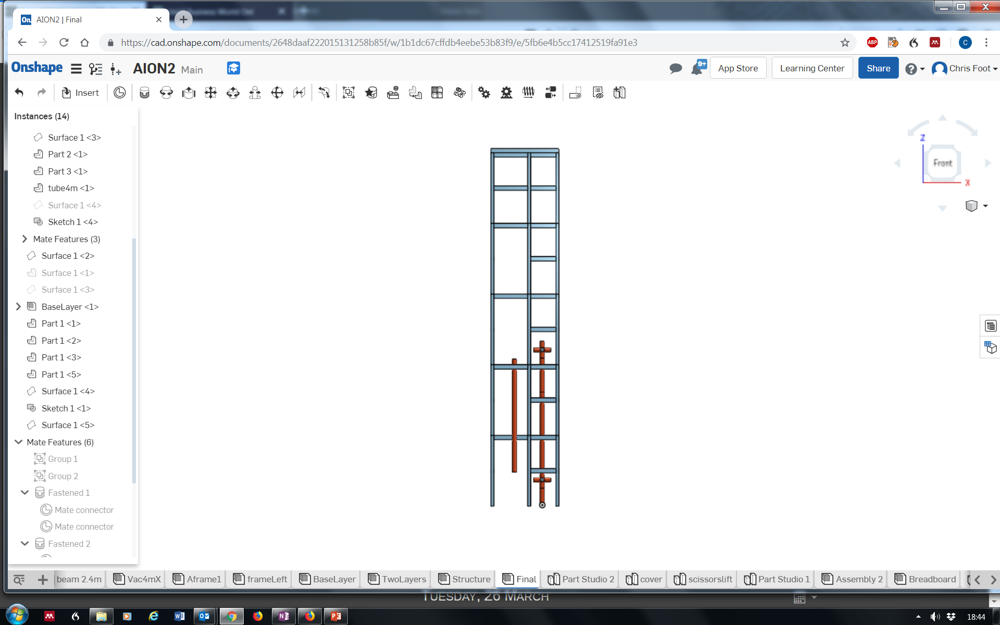 AION2 | Final
https://cad.onshape.com/documents/2648daaf222015131258b85f/w/1b1dc67cffdb4eebe53b83f9/e/5fb6e4b5cc17412519fa91e3
ABP
C
Onshape
AION2 Main
9+
App Store
Learning Center
Share
Chris Foot
Insert
Instances (14)
Surface 1 <3>
Part 2 <1>
Part 3 <1>
tube4m <1>
Surface 1 <4>
Sketch 1 <4>
Mate Features (3)
Surface 1 <2>
Surface 1 <1>
Surface 1 <3>
BaseLayer <1>
Part 1 <1>
Part 1 <2>
Part 1 <3>
Part 1 <5>
Surface 1 <4>
Sketch 1 <1>
Surface 1 <5>
Mate Features (6)
Group 1
Group 2
Fastened 1
Mate connector
Mate connector
Fastened 2
Z
Front
X
beam 2.4m
Vac4mX
Aframe1
frameLeft
BaseLayer
TwoLayers
Structure
Final
Part Studio 2
cover
scissorslift
Part Studio 1
Assembly 2
Breadboard
TUESDAY, 26 MARCH
18:44